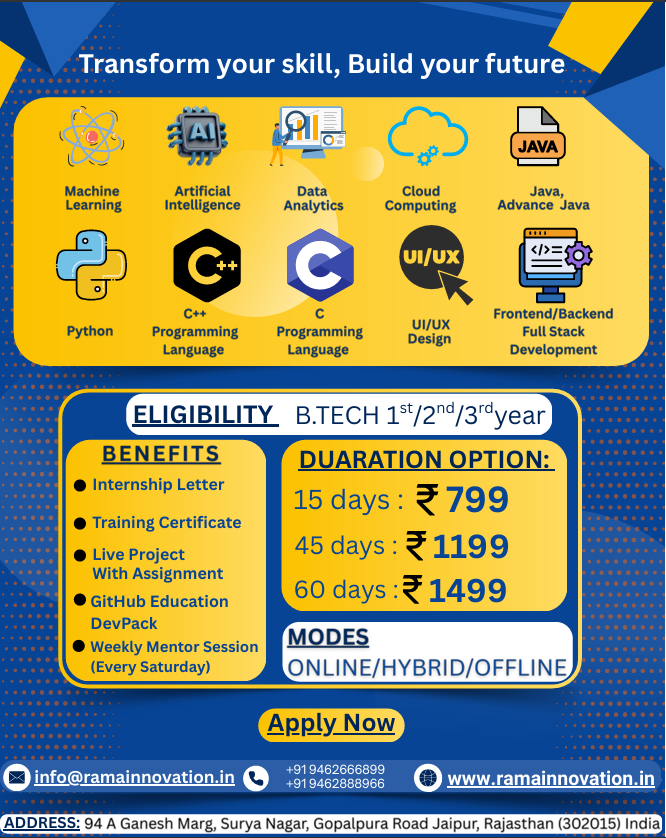 Transform your skill, Build your future
AI
JAVA
Machine
Learning
Artificial
Intelligence
Data
Analytics
Cloud
Computing
Java,
Advance Java
C++
C
UI/UX
</>
Python
C++
Programming
Language
C
Programming
Language
UI/UX
Design
Frontend/Backend
Full Stack
Development
ELIGIBILITY B.TECH 1st/2nd/3rdyear
BENEFITS
Internship Letter
Training Certificate
Live Project
With Assignment
GitHub Education
DevPack
Weekly Mentor Session
(Every Saturday)
DUARATION OPTION:
15 days : ₹ 799
45 days : ₹ 1199
60 days : ₹ 1499
MODES
ONLINE/HYBRID/OFFLINE
Apply Now
info@ramainnovation.in
+919462666899
+919462888966
www.ramainnovation.in
ADDRESS: 94 A Ganesh Marg, Surya Nagar, Gopalpura Road Jaipur, Rajasthan (302015) India